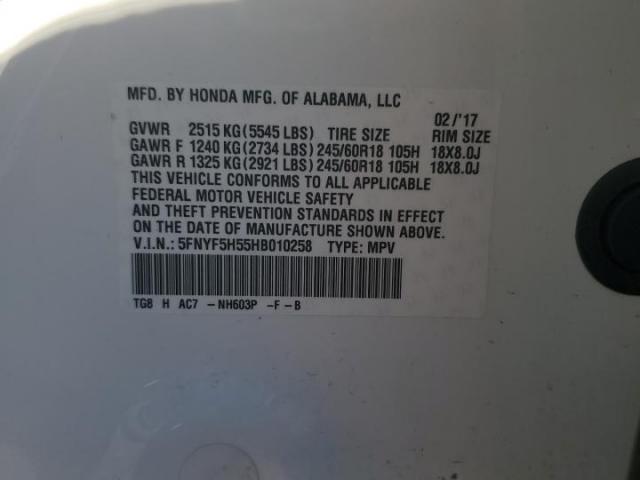 MFD. BY HONDA MFG. OF ALABAMA, LLC
02 /'17
GVWR 2515 KG(5545 LBS) TIRE SIZE RIM SIZE
GAWR F 1240 KG(2734 LBS)245/60R18 105H 18X8.0J
GAWR R 1325 KG(2921 LBS)245/60R18 105H 18X8.0J
THIS VEHICLE CONFORMS TO ALL APPLICABLE
FEDERAL MOTOR VEHICLE SAFETY
AND THEFT PREVENTION STANDARDS IN EFFECT
ON THE DATE OF MANUFACTURE SHOWN ABOVE.
V.I.N.: 5FNYF5H55HB010258 TYPE: MPV
TG8 H AC7 -NH603P -F-B